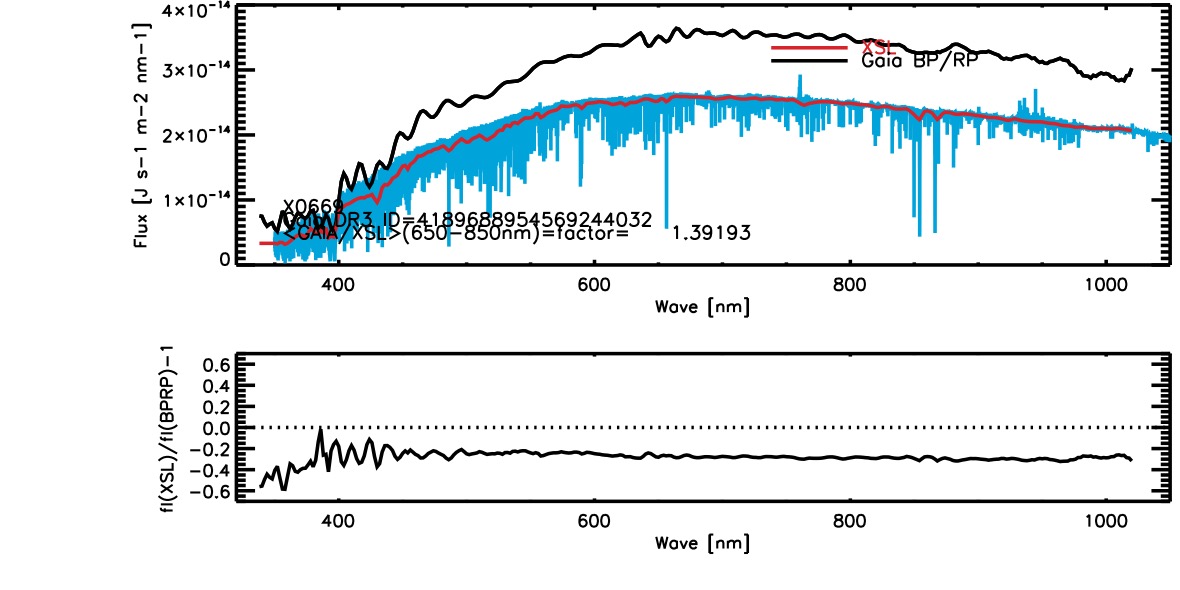 4×10⁻¹⁴
3×10⁻¹⁴
2×10⁻¹⁴
1×10⁻¹⁴
0
Flux [J s-1 m-2 nm-1]
XSL
Gaia BP/RP
X0669
Gaia DR3 ID=4189688954569244032
<GAIA/XSL>(650-850nm)=factor= 1.39193
400 600 800 1000
Wave [nm]
0.6
0.4
0.2
0.0
-0.2
-0.4
-0.6
fl(XSL)/fl(BPRP)-1
400 600 800 1000
Wave [nm]